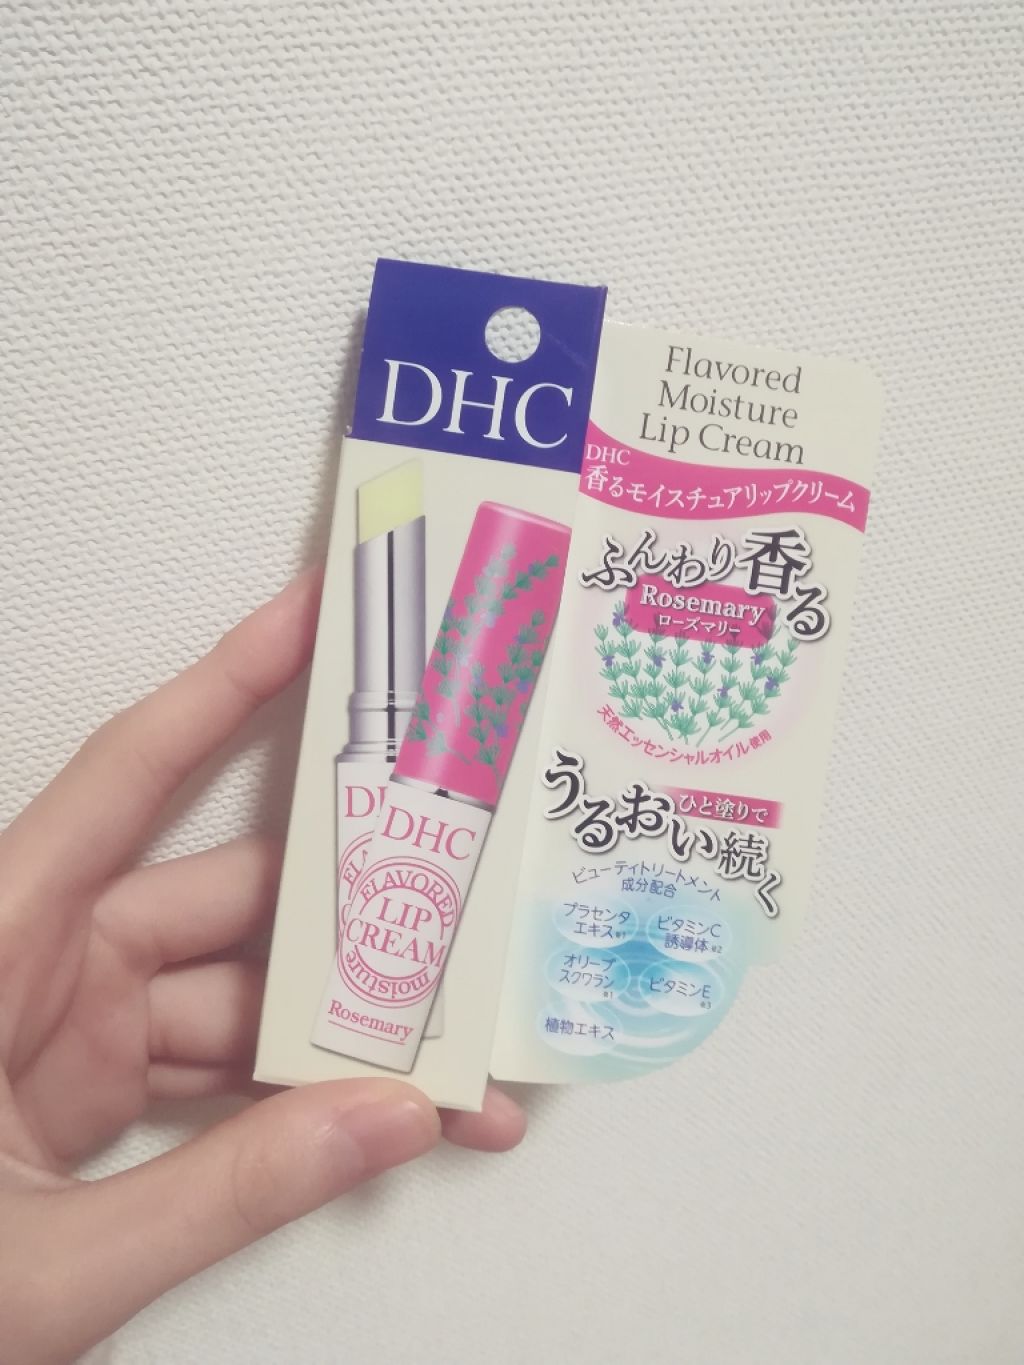 DHC
DHC
FLAVORED
LIP
CREAM
moisture
Rosemary
Flavored
Moisture
Lip Cream
DHC
香るモイスチュアリップクリーム
ふんわり香る
Rosemary
ローズマリー
天然エッセンシャルオイル使用
ひと塗りで
うるおい続く
ビューティトリートメント
成分配合
プラセンタ
エキス※1
ビタミンC
誘導体※2
オリーブ
スクワラン
※1
ビタミンE
※3
植物エキス